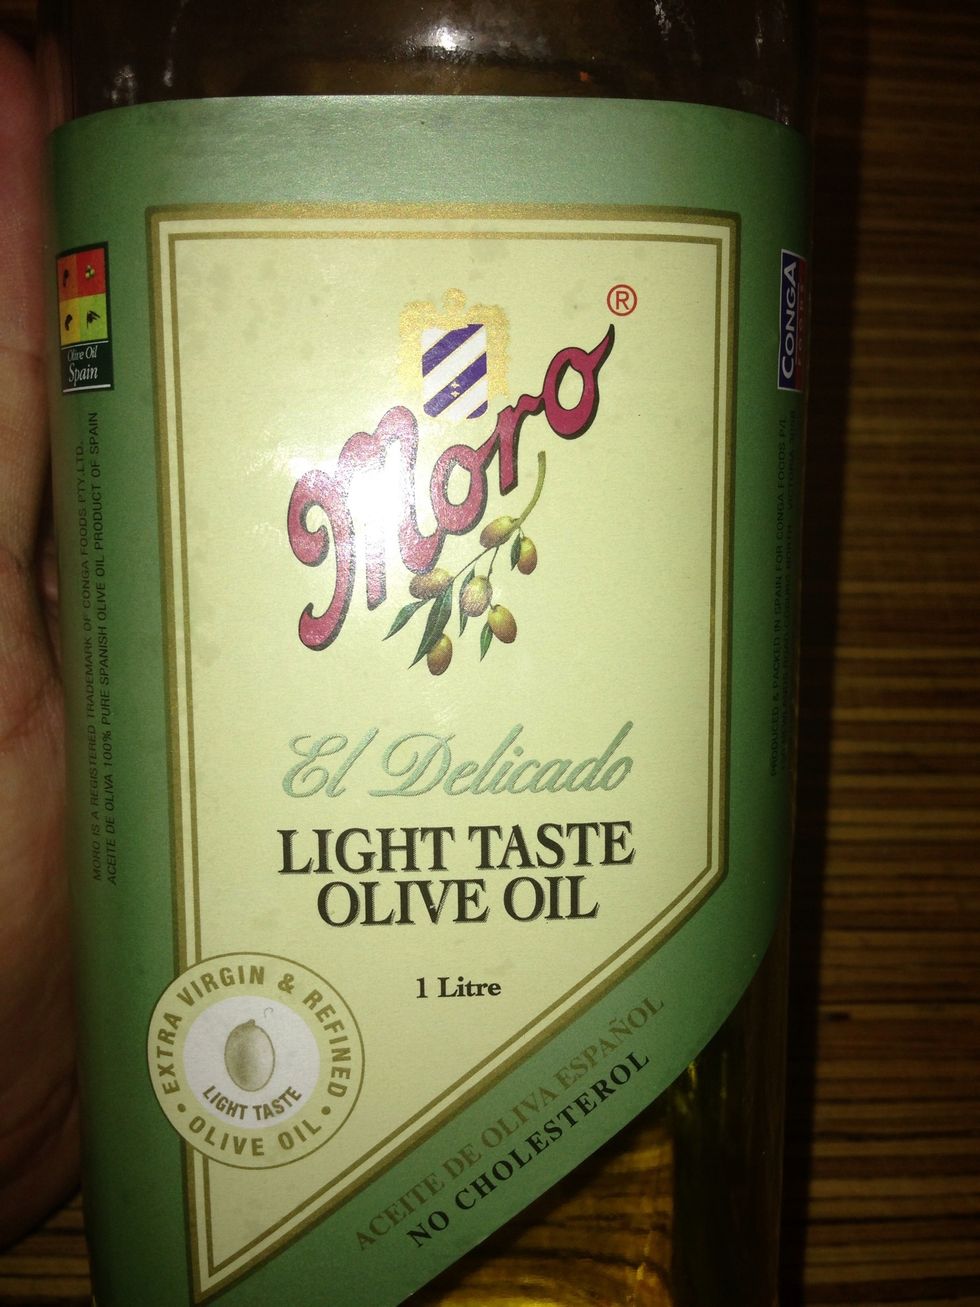 Moro
®
El Delicado
LIGHT TASTE
OLIVE OIL
1 Litre
EXTRA VIRGIN & REFINED
LIGHT TASTE
• OLIVE OIL •
ACEITE DE OLIVA ESPAÑOL
NO CHOLESTEROL
Olive Oil
Spain
MORO IS A REGISTERED TRADEMARK OF CONGA FOODS PTY. LTD.
ACEITE DE OLIVA 100% PURE SPANISH OLIVE OIL PRODUCT OF SPAIN
CONGA
FOODS
PRODUCED & PACKED IN SPAIN FOR CONGA FOODS P/L